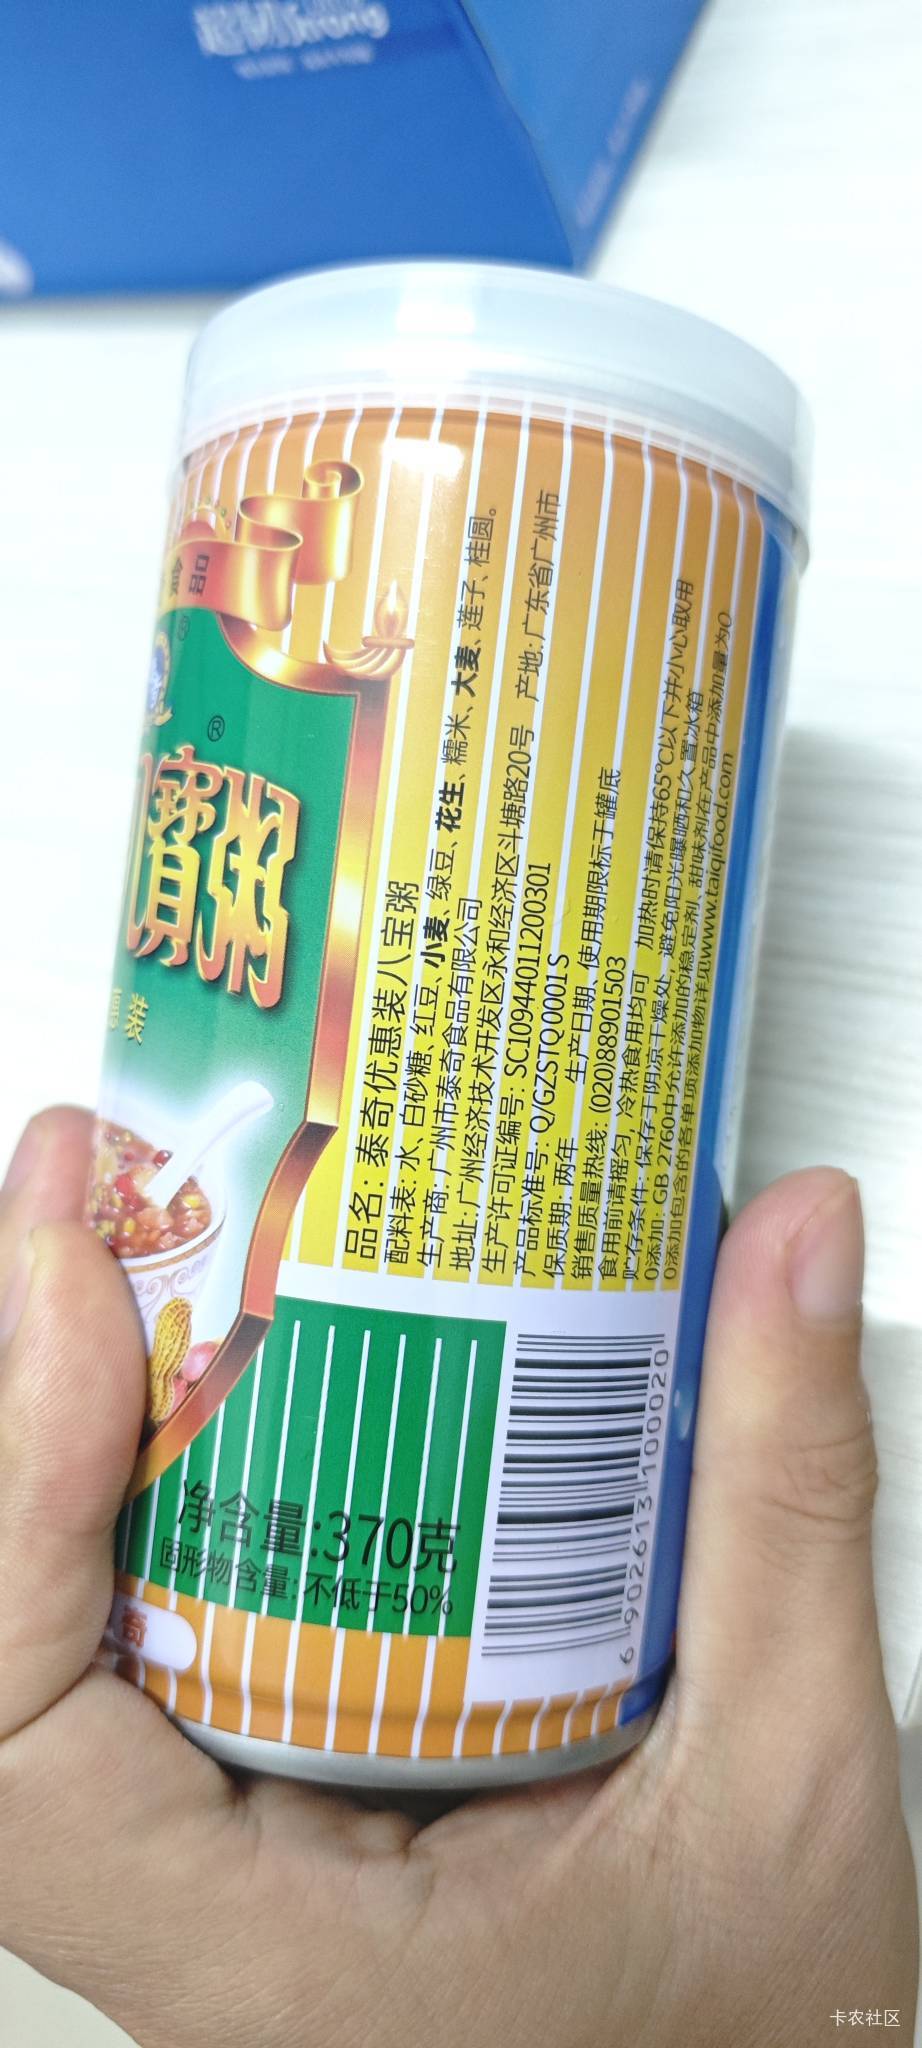 食品
®
寶粥
装
品名: 泰奇优惠装八宝粥
配料表: 水、白砂糖、红豆、小麦、绿豆、花生、糯米、大麦、莲子、桂圆。
生产商: 广州市泰奇食品有限公司
地址: 广州经济技术开发区永和经济区斗塘路20号 产地: 广东省广州市
生产许可证编号: SC10944011200301
产品标准号: Q/GZSTQ0001 S
保质期: 两年 生产日期、使用期限标于罐底
销售质量热线: (020)88901503
食用前请摇匀, 冷热食用均可 加热时请保持65℃以下并小心取用
贮存条件: 保存于阴凉干燥处, 避免阳光曝晒和久置冰箱
0添加: GB 2760中允许添加的稳定剂、甜味剂在产品中添加量为0
0添加包含的各单项添加物详见www.taiqifood.com
净含量:370克
固形物含量: 不低于50%
奇
6 902613 100020
卡农社区